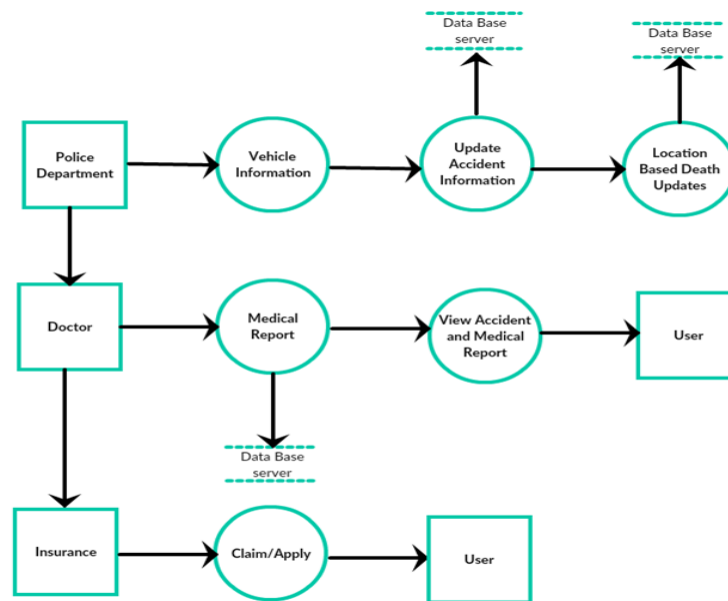 Data Base
server
Data Base
server
Police
Department
Vehicle
Information
Update
Accident
Information
Location
Based Death
Updates
Doctor
Medical
Report
View Accident
and Medical
Report
User
Data Base
server
Insurance
Claim/Apply
User